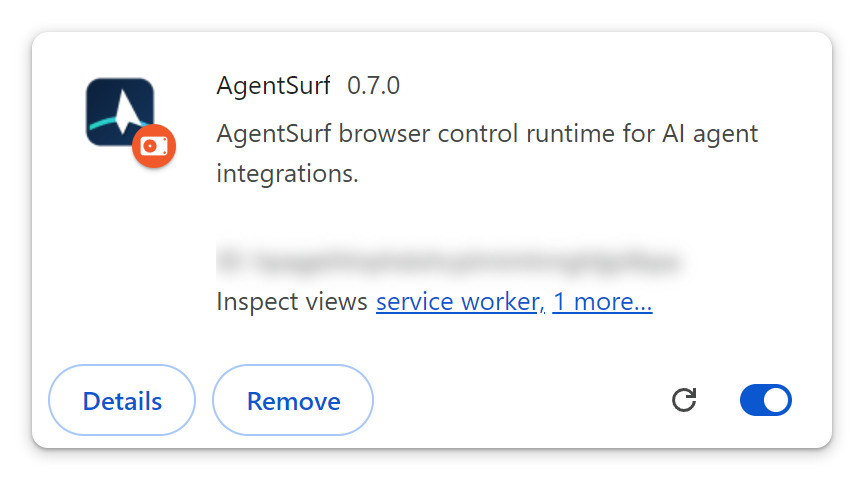 AgentSurf 0.7.0
AgentSurf browser control runtime for AI agent
integrations.
Inspect views service worker, 1 more...
Details Remove